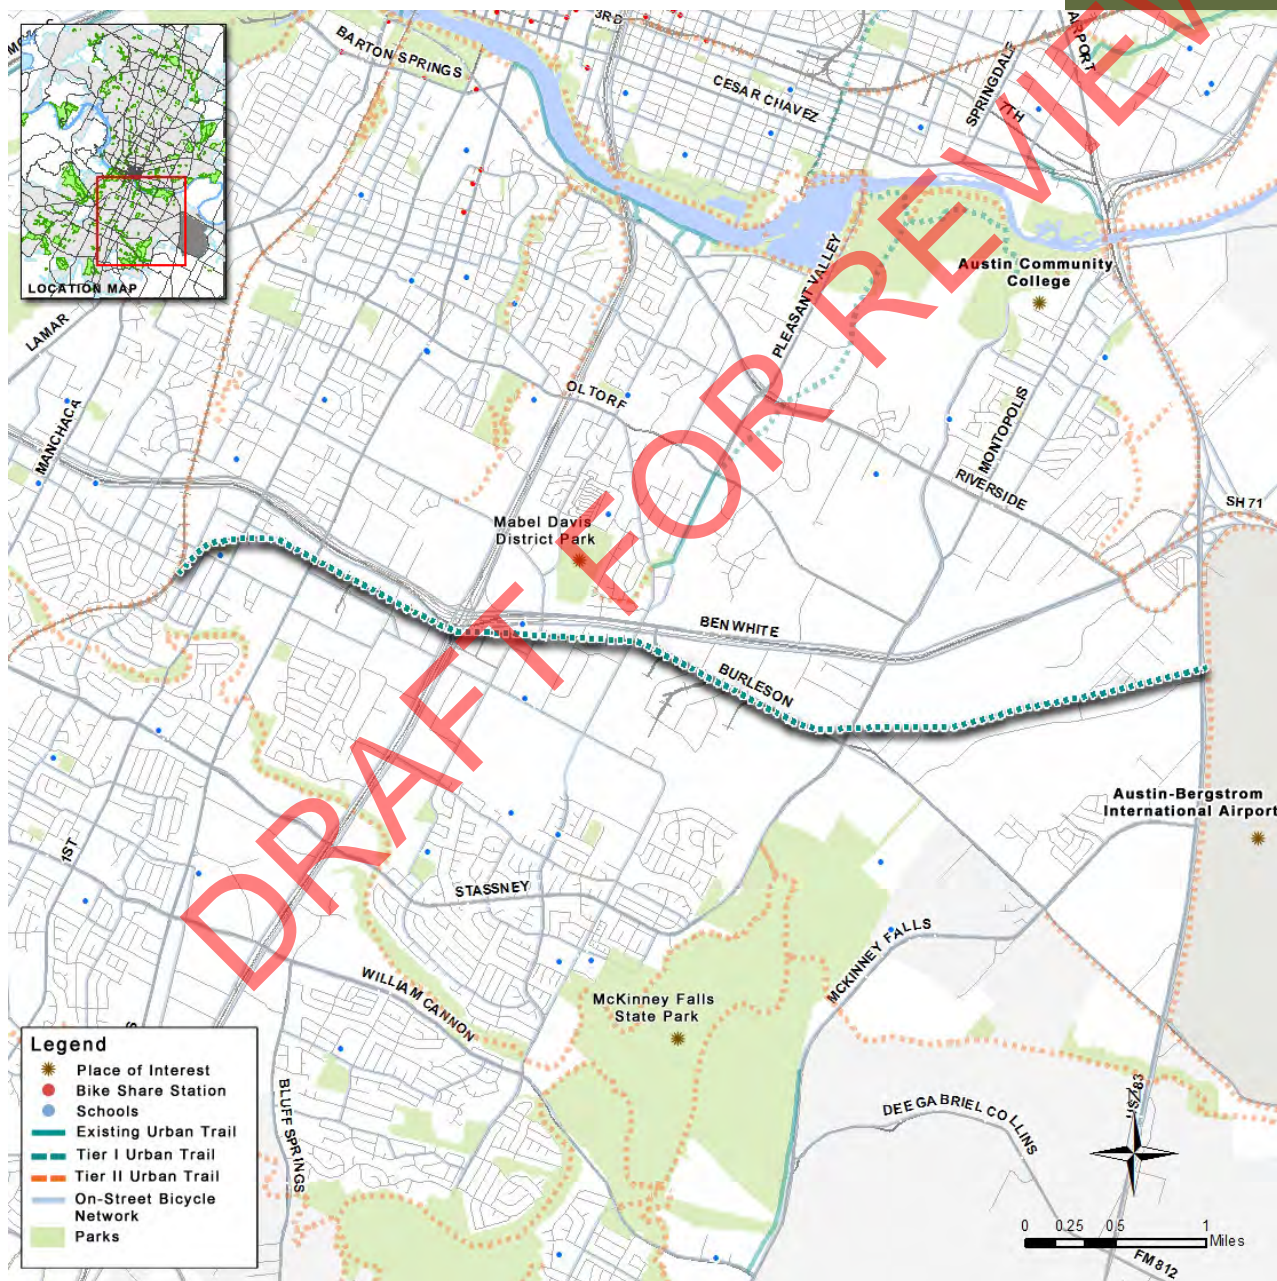 3RD
BARTON SPRINGS
CESAR CHAVEZ
SPRINGDALE
AIRPORT
7TH
LOCATION MAP
LAMAR
MANCHACA
PLEASANT VALLEY
Austin Community
College
OLTORF
MONTOPOLIS
RIVERSIDE
SH 71
Mabel Davis
District Park
BEN WHITE
BURLESON
Austin-Bergstrom
International Airport
1ST
STASSNEY
MCKINNEY FALLS
WILLIAM CANNON
McKinney Falls
State Park
BLUFF SPRINGS
DEE GABRIEL COLLINS
US 183
FM 812
DRAFT FOR REVIEW
Legend
Place of Interest
Bike Share Station
Schools
Existing Urban Trail
Tier I Urban Trail
Tier II Urban Trail
On-Street Bicycle
Network
Parks
0 0.25 0.5 1
Miles